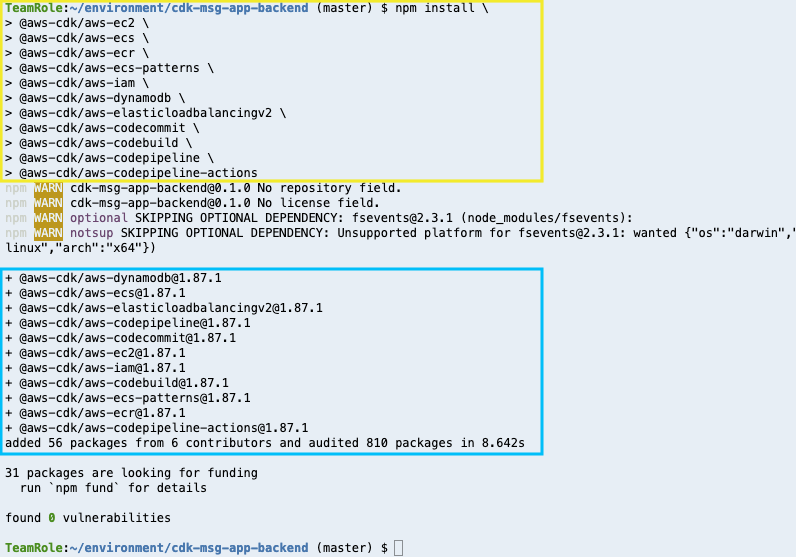 TeamRole:~/environment/cdk-msg-app-backend (master) $ npm install \
> @aws-cdk/aws-ec2 \
> @aws-cdk/aws-ecs \
> @aws-cdk/aws-ecr \
> @aws-cdk/aws-ecs-patterns \
> @aws-cdk/aws-iam \
> @aws-cdk/aws-dynamodb \
> @aws-cdk/aws-elasticloadbalancingv2 \
> @aws-cdk/aws-codecommit \
> @aws-cdk/aws-codebuild \
> @aws-cdk/aws-codepipeline \
> @aws-cdk/aws-codepipeline-actions
npm WARN cdk-msg-app-backend@0.1.0 No repository field.
npm WARN cdk-msg-app-backend@0.1.0 No license field.
npm WARN optional SKIPPING OPTIONAL DEPENDENCY: fsevents@2.3.1 (node_modules/fsevents):
npm WARN notsup SKIPPING OPTIONAL DEPENDENCY: Unsupported platform for fsevents@2.3.1: wanted {"os":"darwin","
linux","arch":"x64"})
+ @aws-cdk/aws-dynamodb@1.87.1
+ @aws-cdk/aws-ecs@1.87.1
+ @aws-cdk/aws-elasticloadbalancingv2@1.87.1
+ @aws-cdk/aws-codepipeline@1.87.1
+ @aws-cdk/aws-codecommit@1.87.1
+ @aws-cdk/aws-ec2@1.87.1
+ @aws-cdk/aws-iam@1.87.1
+ @aws-cdk/aws-codebuild@1.87.1
+ @aws-cdk/aws-ecs-patterns@1.87.1
+ @aws-cdk/aws-ecr@1.87.1
+ @aws-cdk/aws-codepipeline-actions@1.87.1
added 56 packages from 6 contributors and audited 810 packages in 8.642s
31 packages are looking for funding
run `npm fund` for details
found 0 vulnerabilities
TeamRole:~/environment/cdk-msg-app-backend (master) $